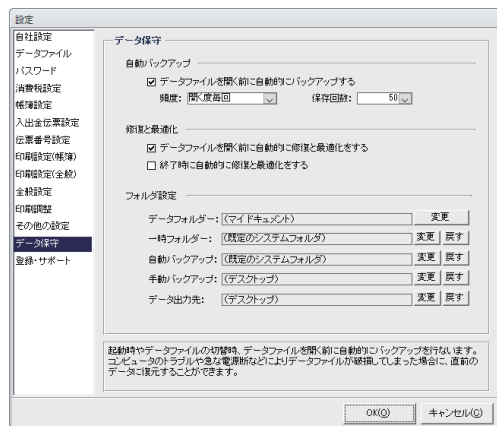 設定
自社設定
データファイル
パスワード
消費税設定
帳簿設定
入出金伝票設定
伝票番号設定
印刷設定(帳簿)
印刷設定(全般)
全般設定
印刷調整
その他の設定
データ保守
登録・サポート
データ保守
自動バックアップ
データファイルを開く前に自動的にバックアップする
頻度: 開く度毎回 保存回数: 50
修復と最適化
データファイルを開く前に自動的に修復と最適化をする
終了時に自動的に修復と最適化をする
フォルダ設定
データフォルダー: (マイドキュメント) 変更
一時フォルダー: (既定のシステムフォルダ) 変更 戻す
自動バックアップ: (既定のシステムフォルダ) 変更 戻す
手動バックアップ: (デスクトップ) 変更 戻す
データ出力先: (デスクトップ) 変更 戻す
起動時やデータファイルの切替時、データファイルを開く前に自動的にバックアップを行ないます。
コンピュータのトラブルや急な電源断などによりデータファイルが破損してしまった場合に、直前の
データに復元することができます。
OK(O) キャンセル(C)